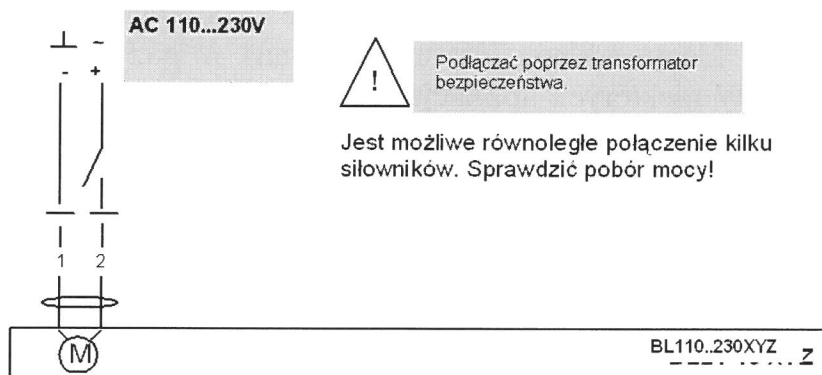 AC 110...230V
⊥ ~
- +
!
Podłączać poprzez transformator
bezpieczeństwa.
Jest możliwe równoległe połączenie kilku
siłowników. Sprawdzić pobór mocy!
1 2
M
BL110..230XYZ
Z